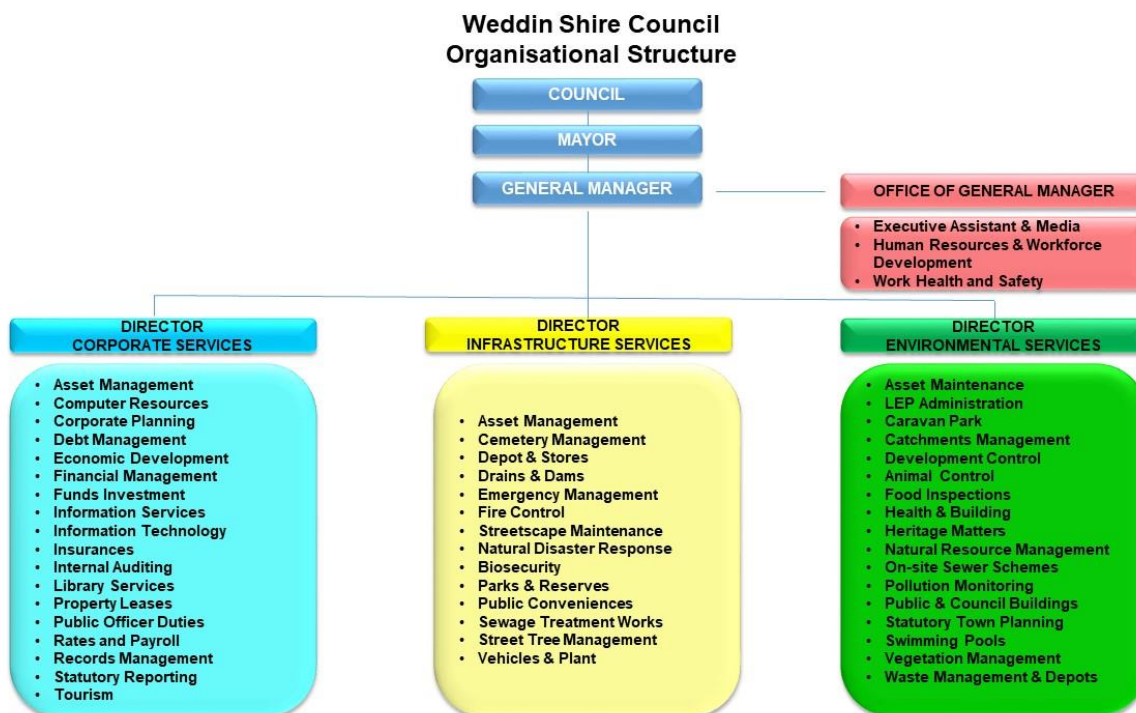 Weddin Shire Council
Organisational Structure
COUNCIL
MAYOR
GENERAL MANAGER
OFFICE OF GENERAL MANAGER
• Executive Assistant & Media
• Human Resources & Workforce
Development
• Work Health and Safety
DIRECTOR
CORPORATE SERVICES
• Asset Management
• Computer Resources
• Corporate Planning
• Debt Management
• Economic Development
• Financial Management
• Funds Investment
• Information Services
• Information Technology
• Insurances
• Internal Auditing
• Library Services
• Property Leases
• Public Officer Duties
• Rates and Payroll
• Records Management
• Statutory Reporting
• Tourism
DIRECTOR
INFRASTRUCTURE SERVICES
• Asset Management
• Cemetery Management
• Depot & Stores
• Drains & Dams
• Emergency Management
• Fire Control
• Streetscape Maintenance
• Natural Disaster Response
• Biosecurity
• Parks & Reserves
• Public Conveniences
• Sewage Treatment Works
• Street Tree Management
• Vehicles & Plant
DIRECTOR
ENVIRONMENTAL SERVICES
• Asset Maintenance
• LEP Administration
• Caravan Park
• Catchments Management
• Development Control
• Animal Control
• Food Inspections
• Health & Building
• Heritage Matters
• Natural Resource Management
• On-site Sewer Schemes
• Pollution Monitoring
• Public & Council Buildings
• Statutory Town Planning
• Swimming Pools
• Vegetation Management
• Waste Management & Depots